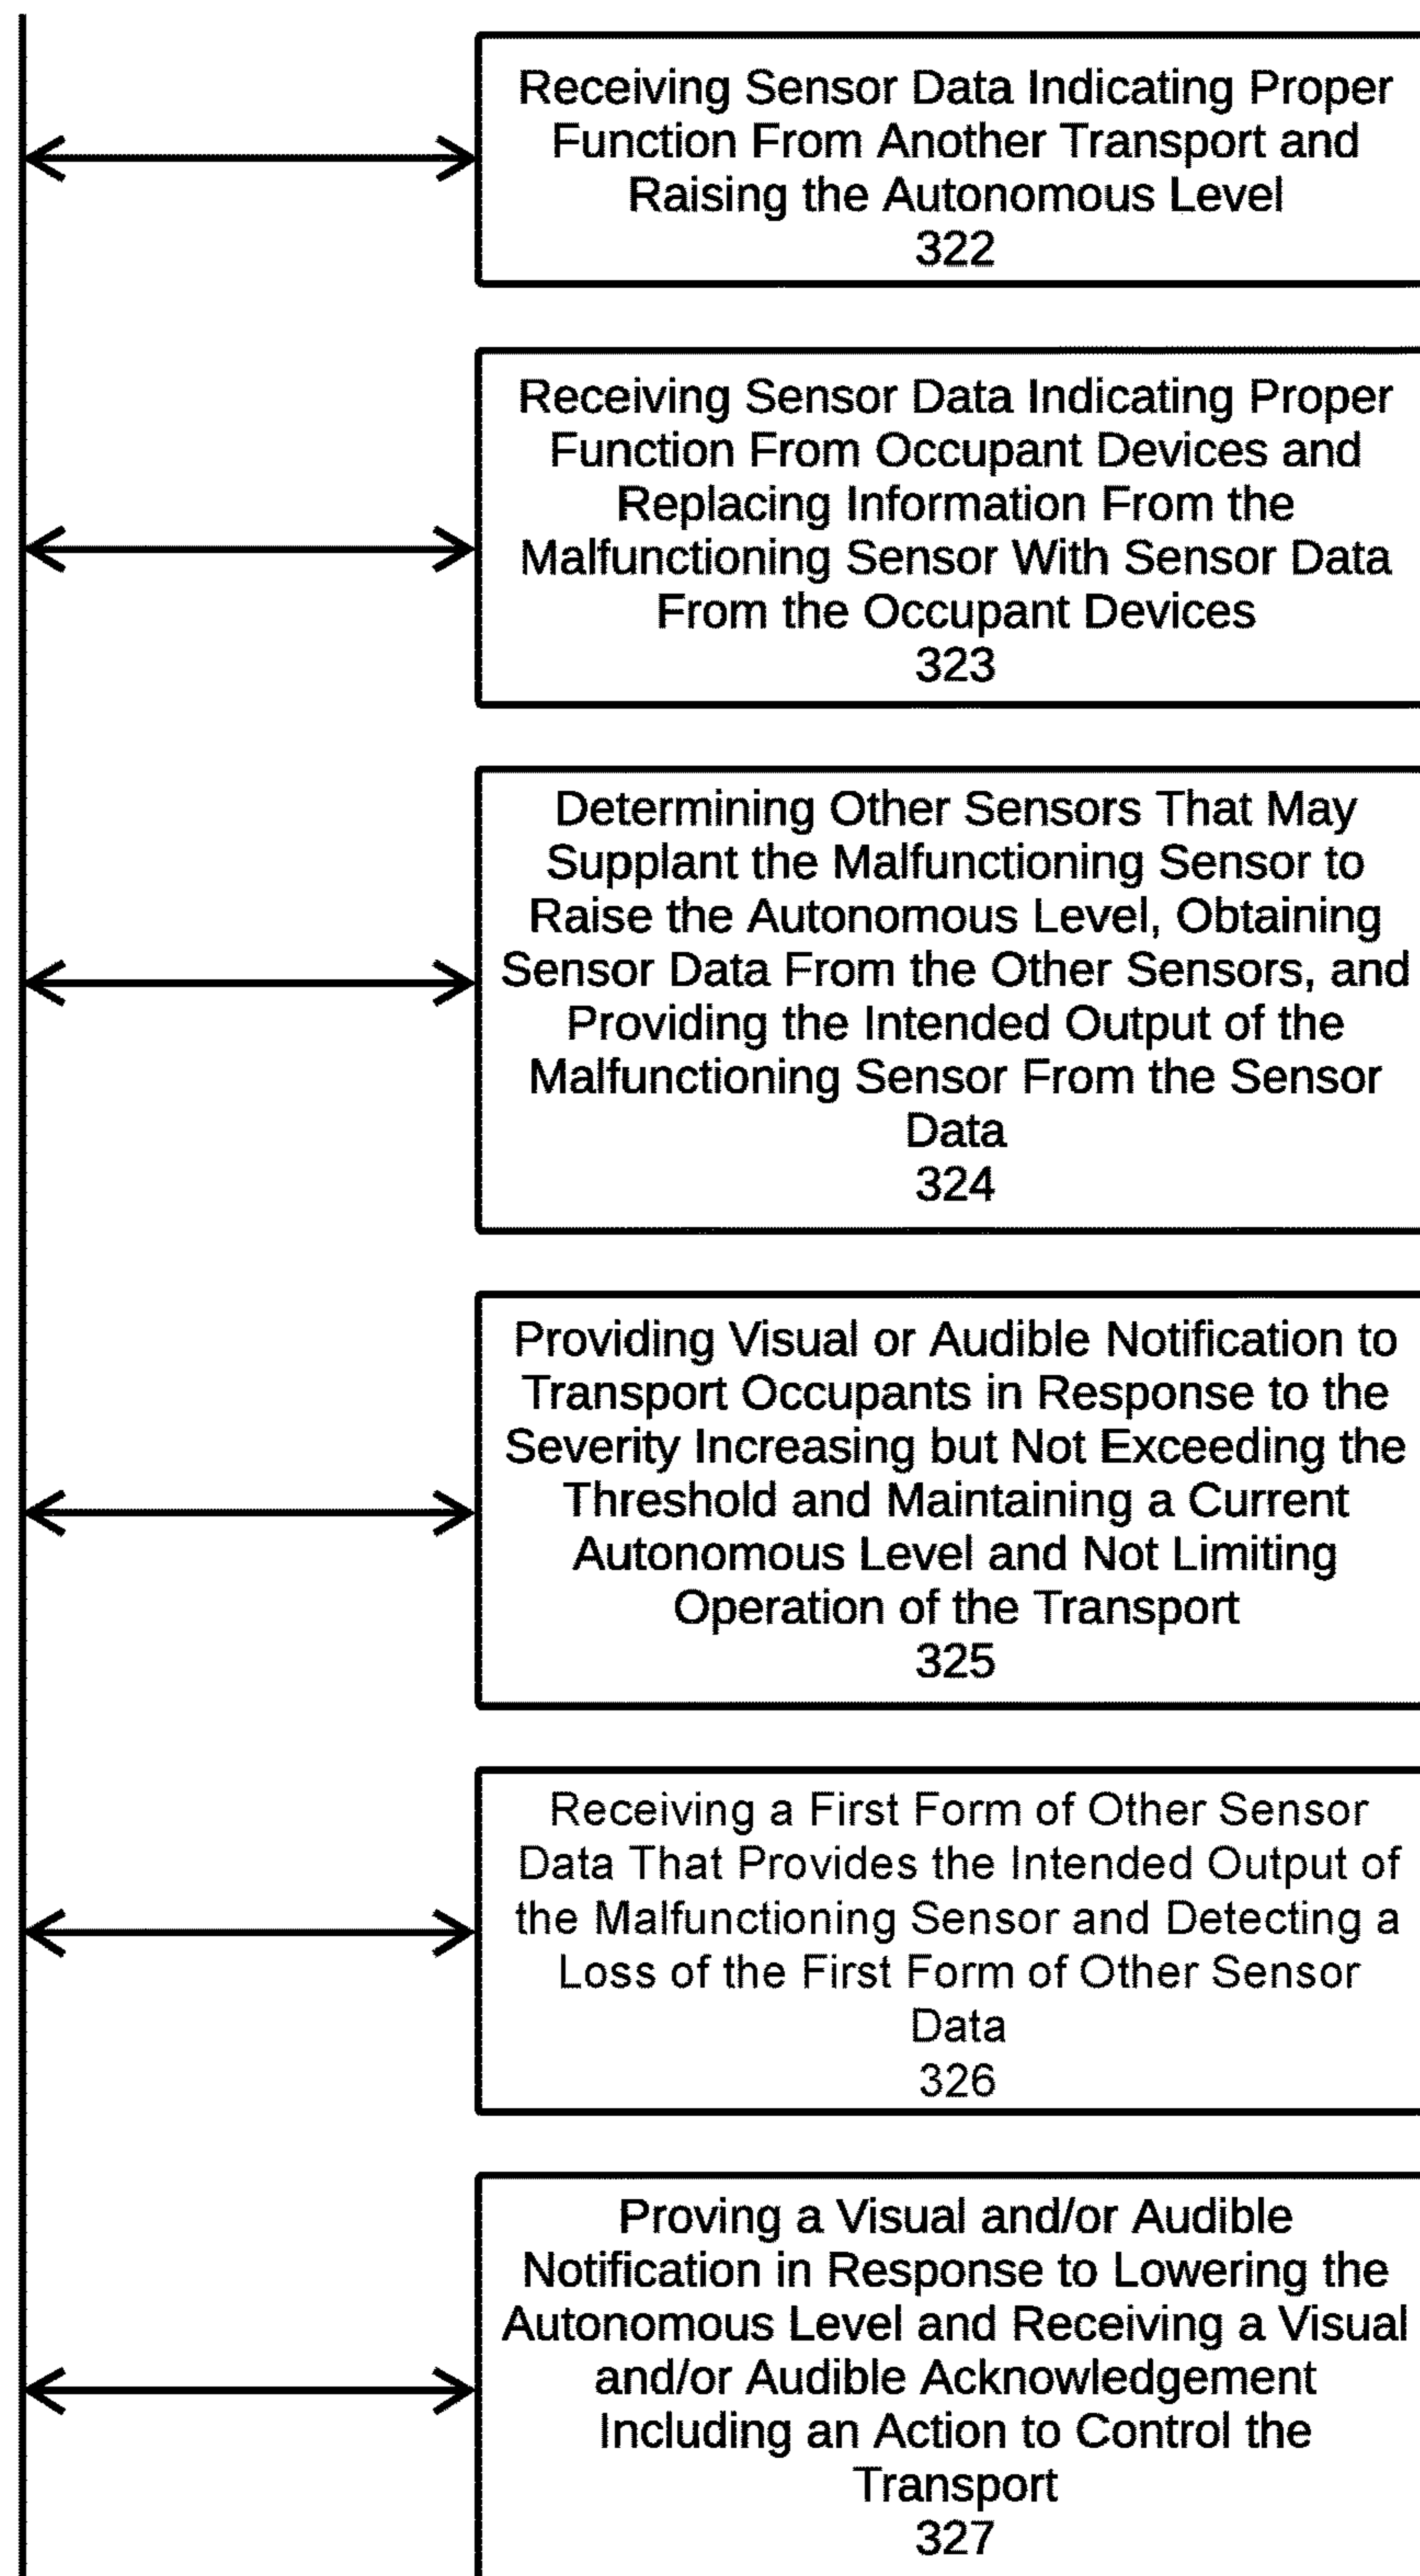 Receiving Sensor Data Indicating Proper
Function From Another Transport and
Raising the Autonomous Level
322
Receiving Sensor Data Indicating Proper
Function From Occupant Devices and
Replacing Information From the
Malfunctioning Sensor With Sensor Data
From the Occupant Devices
323
Determining Other Sensors That May
Supplant the Malfunctioning Sensor to
Raise the Autonomous Level, Obtaining
Sensor Data From the Other Sensors, and
Providing the Intended Output of the
Malfunctioning Sensor From the Sensor
Data
324
Providing Visual or Audible Notification to
Transport Occupants in Response to the
Severity Increasing but Not Exceeding the
Threshold and Maintaining a Current
Autonomous Level and Not Limiting
Operation of the Transport
325
Receiving a First Form of Other Sensor
Data That Provides the Intended Output of
the Malfunctioning Sensor and Detecting a
Loss of the First Form of Other Sensor
Data
326
Proving a Visual and/or Audible
Notification in Response to Lowering the
Autonomous Level and Receiving a Visual
and/or Audible Acknowledgement
Including an Action to Control the
Transport
327